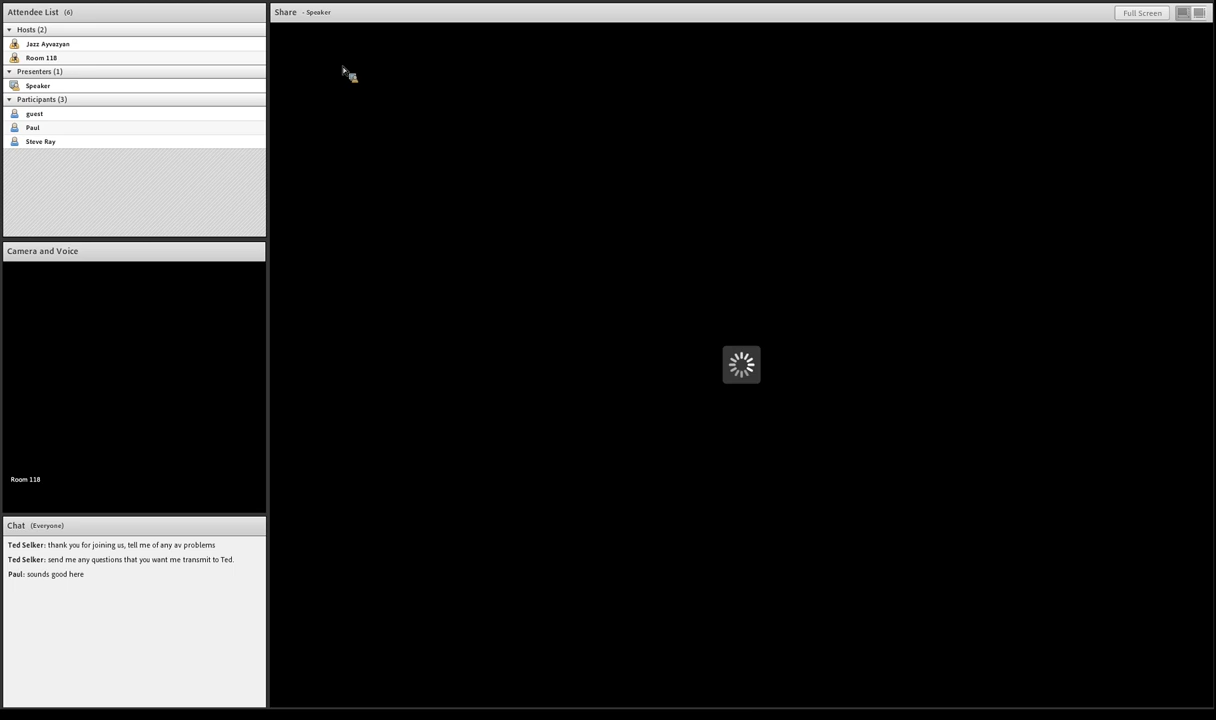 Attendee List (6)
Hosts (2)
Jazz Ayvazyan
Room 118
Presenters (1)
Speaker
Participants (3)
guest
Paul
Steve Ray
Camera and Voice
Room 118
Chat (Everyone)
Ted Selker: thank you for joining us, tell me of any av problems
Ted Selker: send me any questions that you want me transmit to Ted.
Paul: sounds good here
Share - Speaker
Full Screen